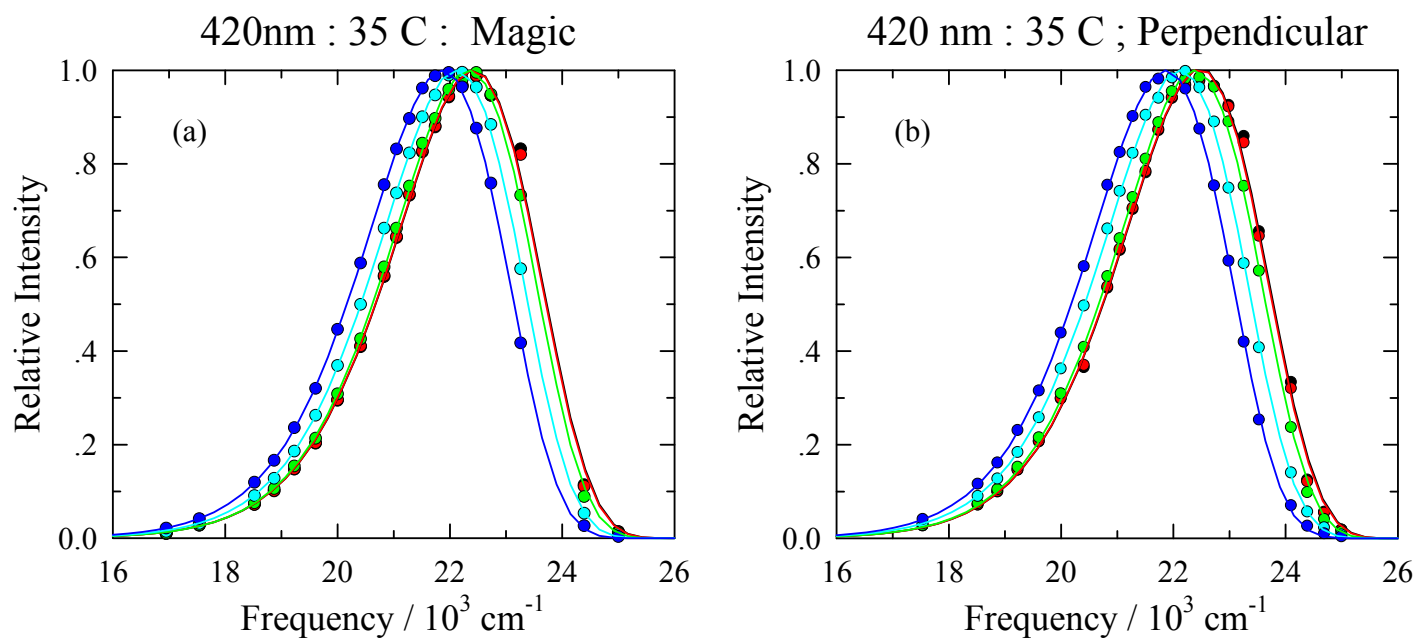 420nm : 35 C : Magic
420 nm : 35 C ; Perpendicular
(a)
1.0
.8
.6
.4
.2
0.0
Relative Intensity
16 18 20 22 24 26
Frequency / 10³ cm⁻¹
(b)
1.0
.8
.6
.4
.2
0.0
Relative Intensity
16 18 20 22 24 26
Frequency / 10³ cm⁻¹